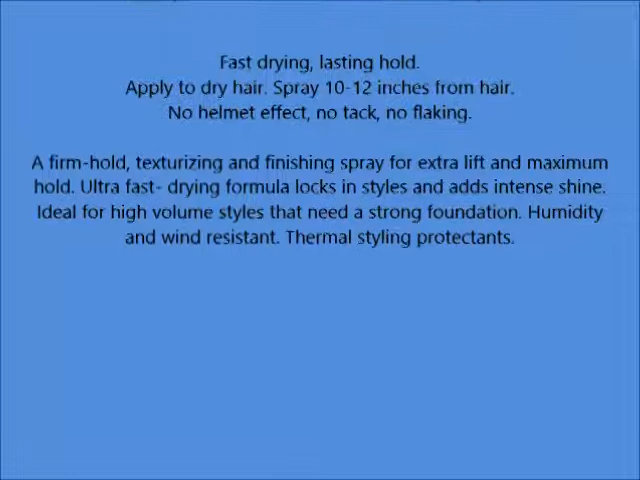 Fast drying, lasting hold.
Apply to dry hair. Spray 10-12 inches from hair.
No helmet effect, no tack, no flaking.
A firm-hold, texturizing and finishing spray for extra lift and maximum
hold. Ultra fast- drying formula locks in styles and adds intense shine.
Ideal for high volume styles that need a strong foundation. Humidity
and wind resistant. Thermal styling protectants.